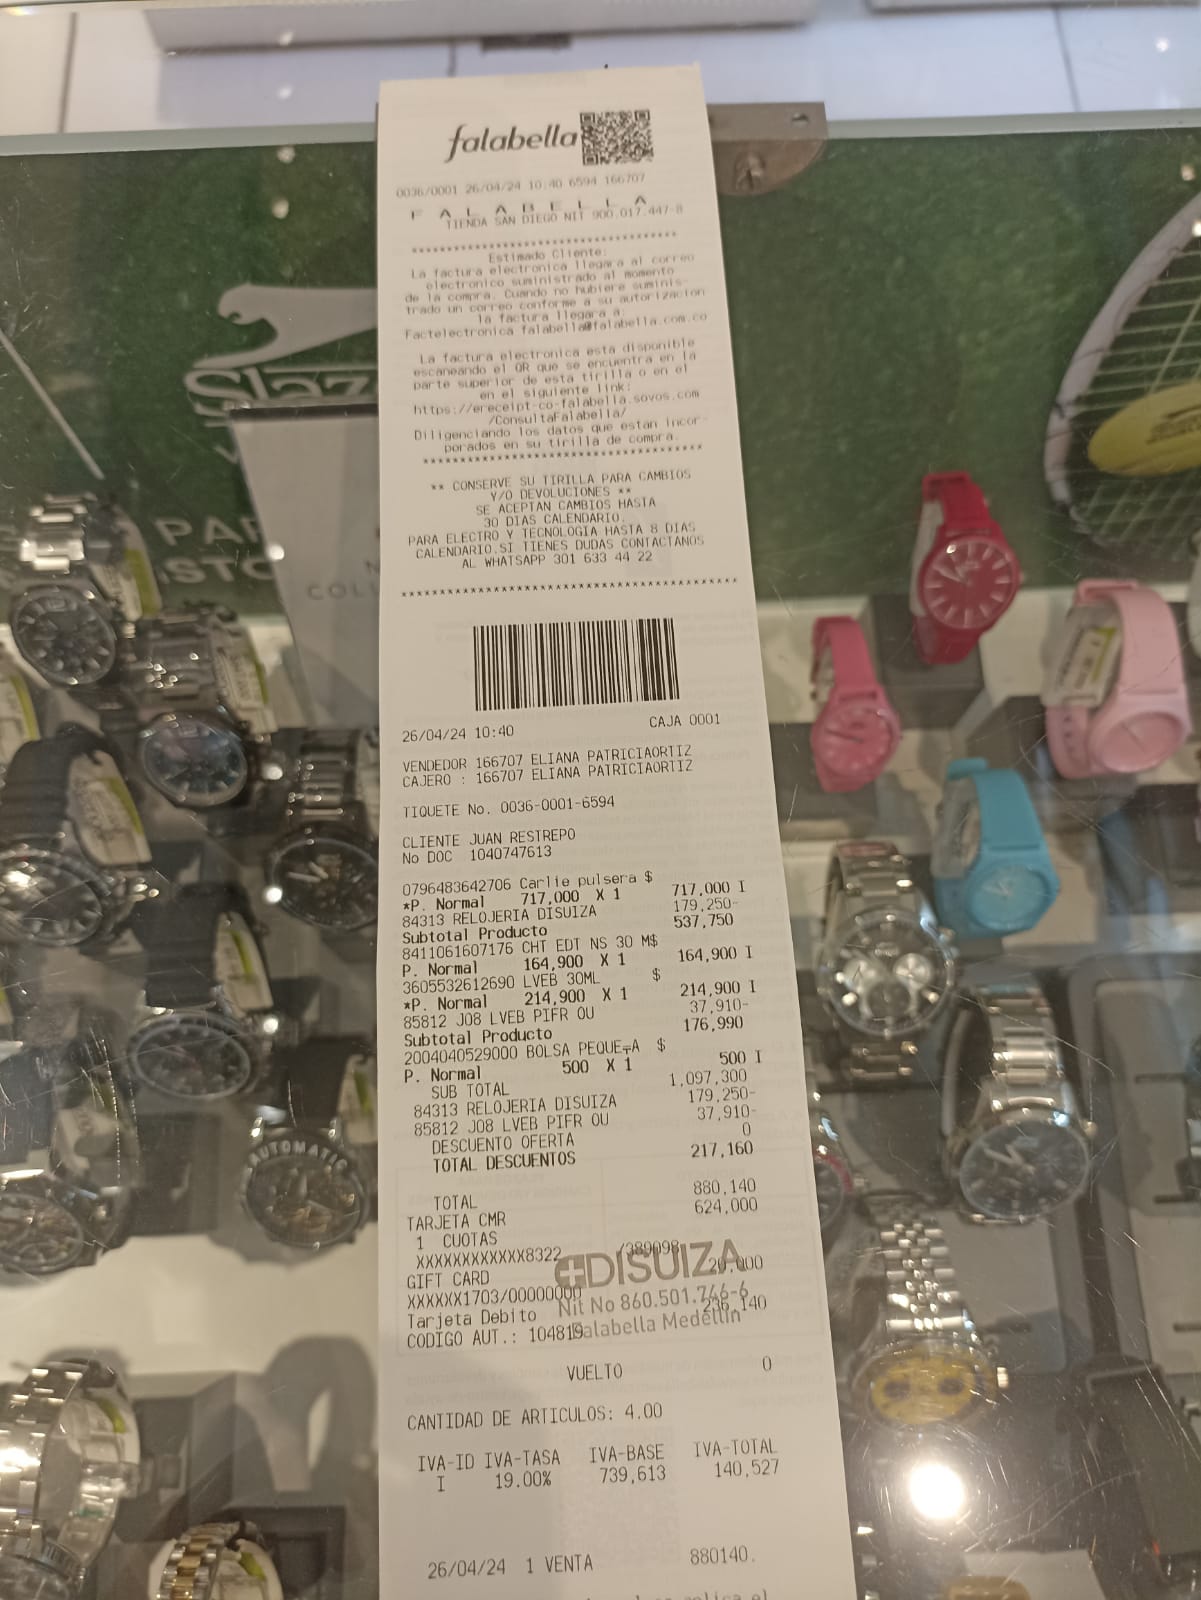 falabella
0036/0001 26/04/24 10:40 6594 166707
F A L A B E L L A
TIENDA SAN DIEGO NIT 900.017.447-8
****************************************
Estimado Cliente:
La factura electronica llegara al correo
electronico suministrado al momento
de la compra. Cuando no hubiere suminis-
trado un correo conforme a su autorizacion
la factura llegara a:
Factelectronica falabella@falabella.com.co
La factura electronica esta disponible
escaneando el QR que se encuentra en la
parte superior de esta tirilla o en el
en el siguiente link:
https://ereceipt-co-falabella.sovos.com
/ConsultaFalabella/
Diligenciando los datos que estan incor-
porados en su tirilla de compra.
****************************************
** CONSERVE SU TIRILLA PARA CAMBIOS
Y/O DEVOLUCIONES **
SE ACEPTAN CAMBIOS HASTA
30 DIAS CALENDARIO.
PARA ELECTRO Y TECNOLOGIA HASTA 8 DIAS
CALENDARIO.SI TIENES DUDAS CONTACTANOS
AL WHATSAPP 301 633 44 22
****************************************
26/04/24 10:40 CAJA 0001
VENDEDOR 166707 ELIANA PATRICIAORTIZ
CAJERO : 166707 ELIANA PATRICIAORTIZ
TIQUETE No. 0036-0001-6594
CLIENTE JUAN RESTREPO
No DOC 1040747613
0796483642706 Carlie pulsera $
*P. Normal 717,000 X 1 717,000 I
84313 RELOJERIA DISUIZA 179,250-
Subtotal Producto 537,750
8411061607176 CHT EDT NS 30 M$
P. Normal 164,900 X 1 164,900 I
3605532612690 LVEB 30ML $
*P. Normal 214,900 X 1 214,900 I
85812 J08 LVEB PIFR OU 37,910-
Subtotal Producto 176,990
2004040529000 BOLSA PEQUE¬A $
P. Normal 500 X 1 500 I
SUB TOTAL 1,097,300
84313 RELOJERIA DISUIZA 179,250-
85812 J08 LVEB PIFR OU 37,910-
DESCUENTO OFERTA 0
TOTAL DESCUENTOS 217,160
TOTAL 880,140
TARJETA CMR 624,000
1 CUOTAS
XXXXXXXXXXXX8322 /389098
GIFT CARD 20,000
XXXXXX1703/00000000
Tarjeta Debito 236,140
CODIGO AUT.: 104819
DISUIZA
Nit No 860.501.746-6
Falabella Medellin
VUELTO 0
CANTIDAD DE ARTICULOS: 4.00
IVA-ID IVA-TASA IVA-BASE IVA-TOTAL
I 19.00% 739,613 140,527
26/04/24 1 VENTA 880140.
AUTOMATIC